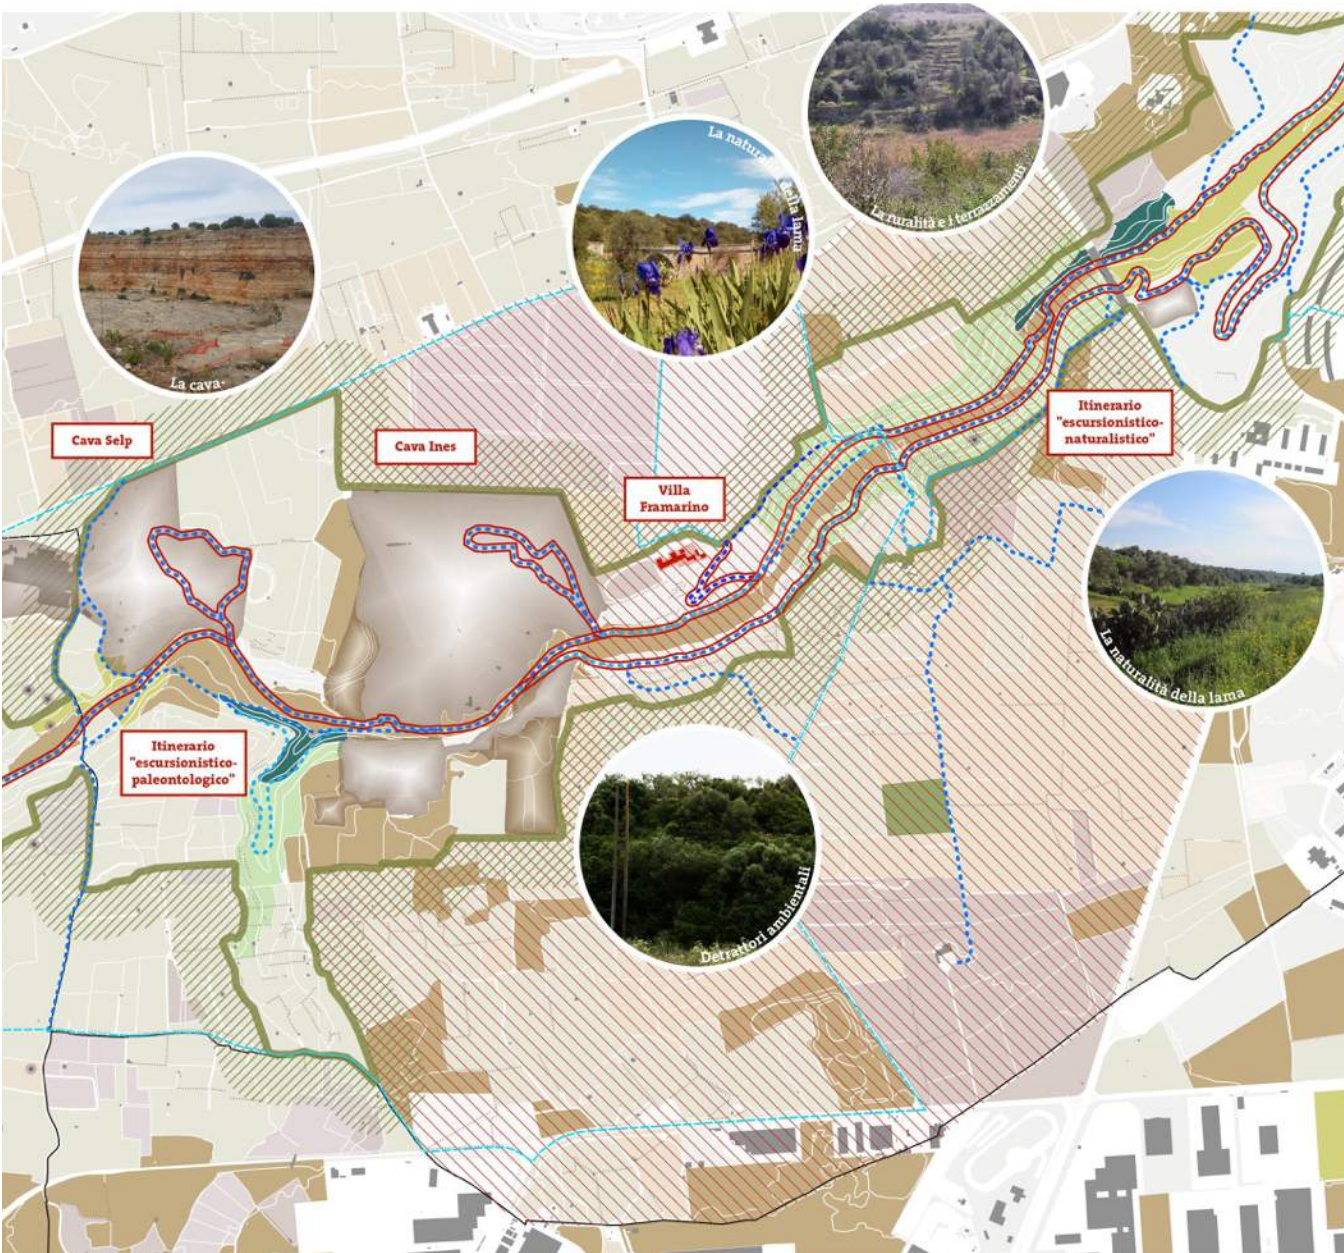 La ruralità e i terrazzamenti
La naturalità della lama
La cava-
Cava Selp
Cava Ines
Itinerario
"escursionistico-
naturalistico"
Villa
Framarino
La naturalità della lama
Itinerario
"escursionistico-
paleontologico"
Detrattori ambientali